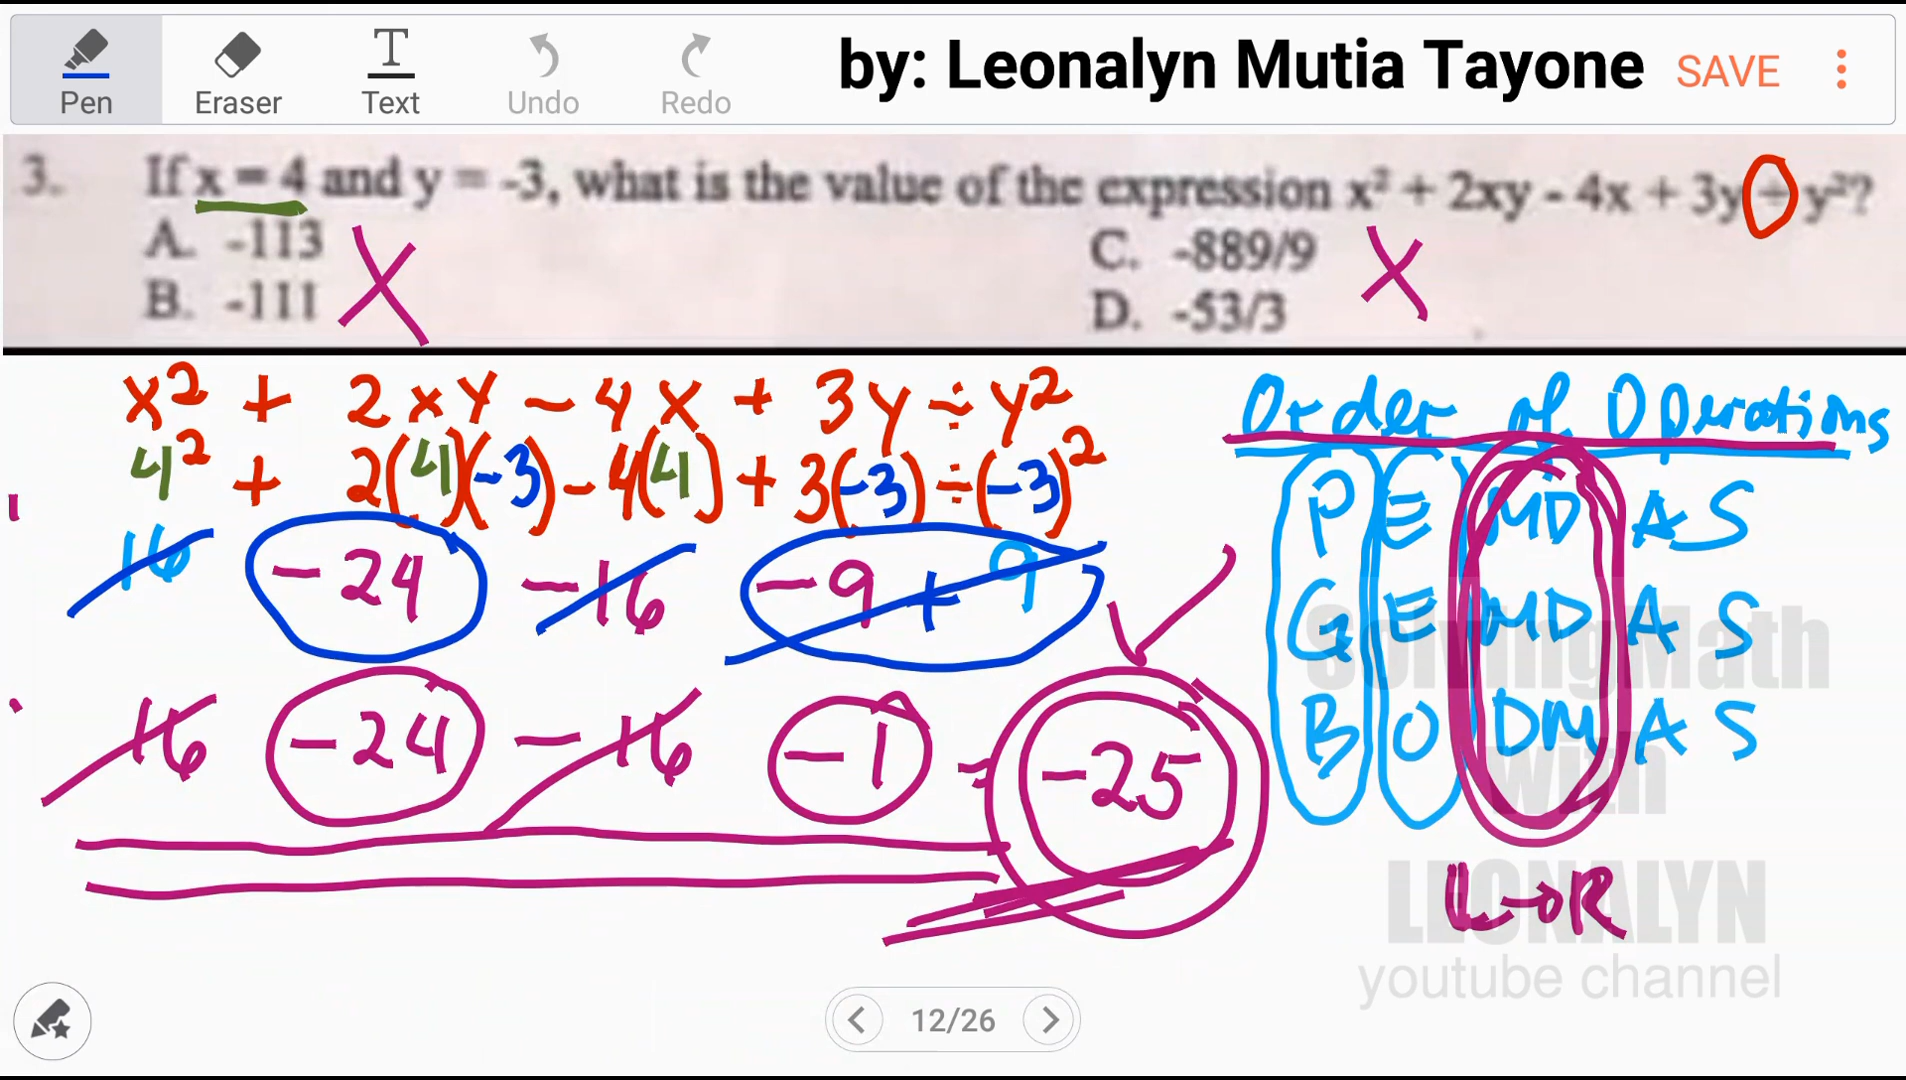 Pen
Eraser
Text
Undo
Redo
by: Leonalyn Mutia Tayone
SAVE
3. If x = 4 and y = -3, what is the value of the expression x² + 2xy - 4x + 3y ÷ y²?
A. -113
B. -111
C. -889/9
D. -53/3
x² + 2xy - 4x + 3y ÷ y²
4² + 2(4)(-3) - 4(4) + 3(-3) ÷ (-3)²
16 - 24 - 16 - 9 ÷ 9
16 - 24 - 16 - 1 = -25
Order of Operations
P E MD A S
G E MD A S
B O DM A S
L→R
SolvingMath
with
LEONALYN
youtube channel
12/26